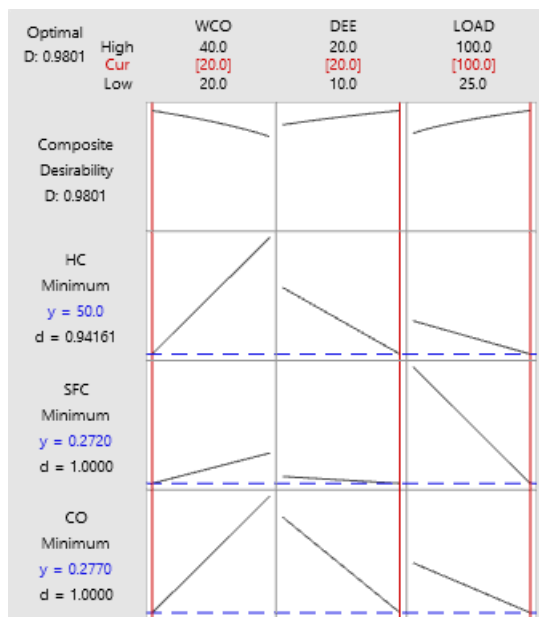 Optimal
D: 0.9801
High
Cur
Low
WCO
40.0
[20.0]
20.0
DEE
20.0
[20.0]
10.0
LOAD
100.0
[100.0]
25.0
Composite
Desirability
D: 0.9801
HC
Minimum
y = 50.0
d = 0.94161
SFC
Minimum
y = 0.2720
d = 1.0000
CO
Minimum
y = 0.2770
d = 1.0000